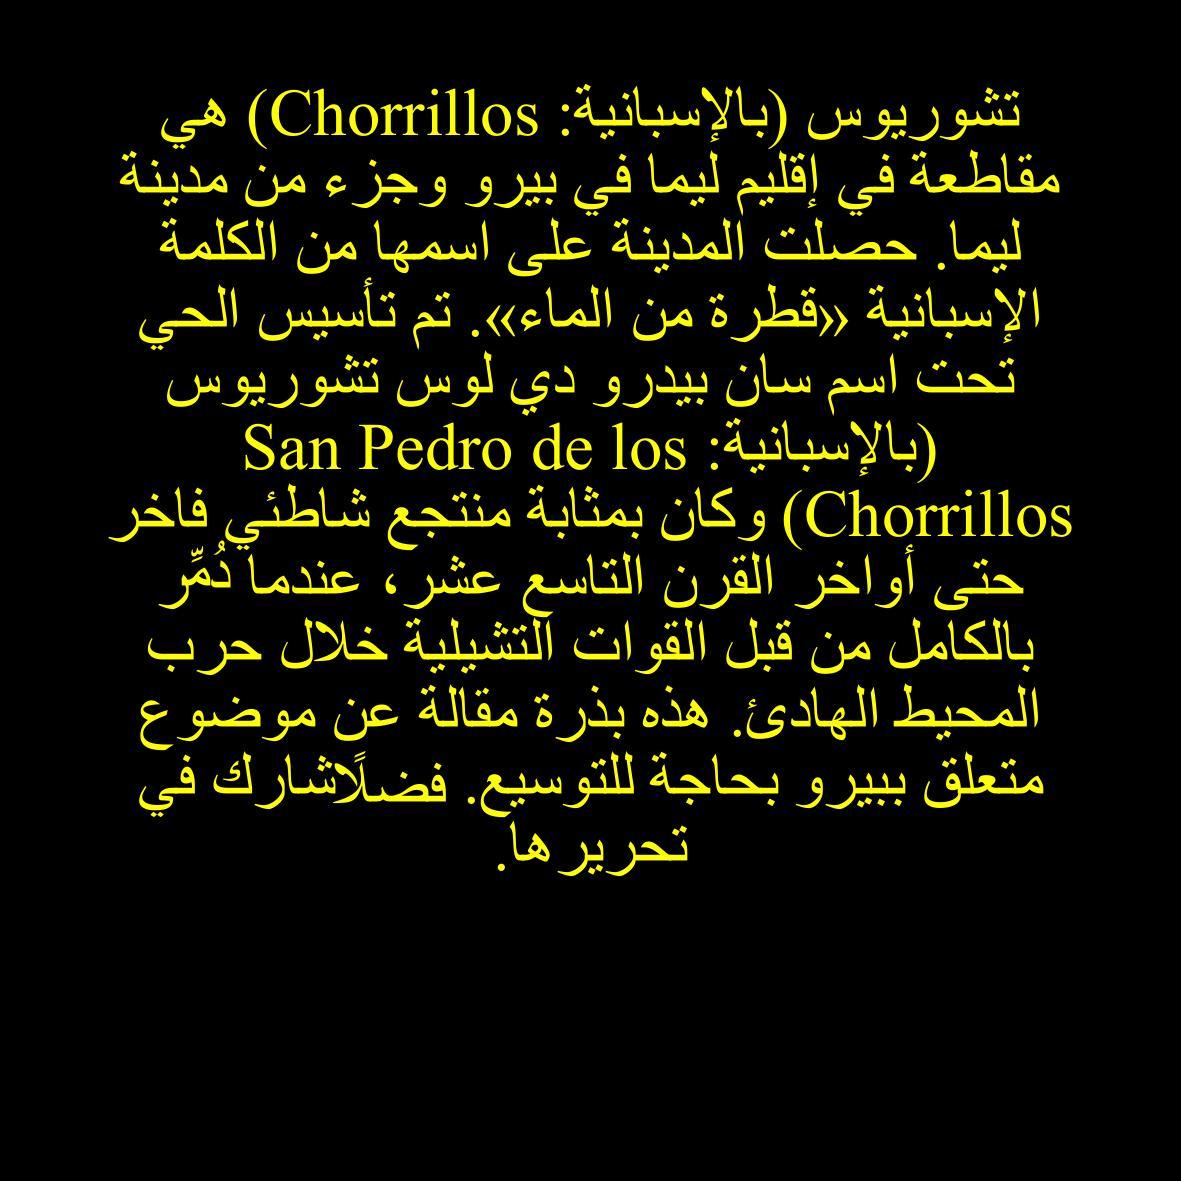 تشوريوس (بالإسبانية: Chorrillos) هي
مقاطعة في إقليم ليما في بيرو وجزء من مدينة
ليما. حصلت المدينة على اسمها من الكلمة
الإسبانية «قطرة من الماء». تم تأسيس الحي
تحت اسم سان بيدرو دي لوس تشوريوس
(بالإسبانية: San Pedro de los
Chorrillos) وكان بمثابة منتجع شاطئي فاخر
حتى أواخر القرن التاسع عشر، عندما دُمِّر
بالكامل من قبل القوات التشيلية خلال حرب
المحيط الهادئ. هذه بذرة مقالة عن موضوع
متعلق ببيرو بحاجة للتوسيع. فضلًاشارك في
تحريرها.